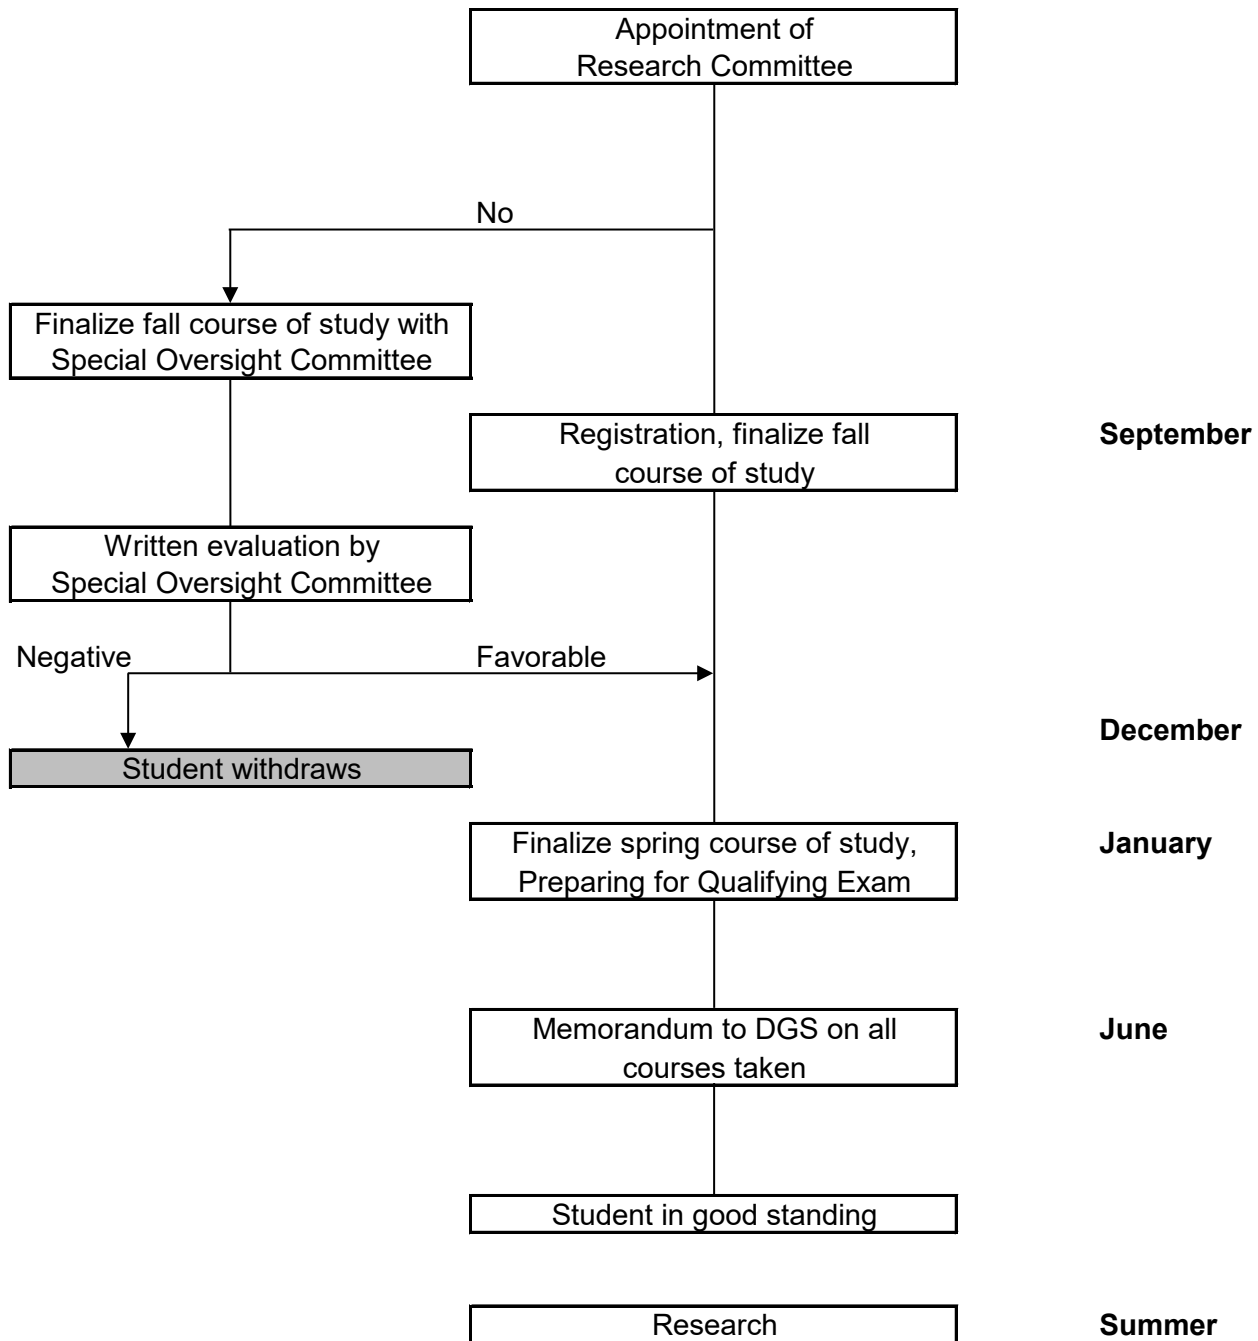 Appointment of
Research Committee
No
Finalize fall course of study with
Special Oversight Committee
Registration, finalize fall
course of study
September
Written evaluation by
Special Oversight Committee
Negative
Favorable
December
Student withdraws
Finalize spring course of study,
Preparing for Qualifying Exam
January
Memorandum to DGS on all
courses taken
June
Student in good standing
Research
Summer